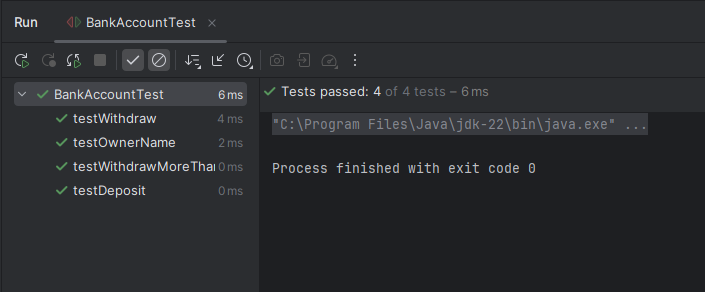 Run BankAccountTest
BankAccountTest 6 ms
testWithdraw 4 ms
testOwnerName 2 ms
testWithdrawMoreThan 0 ms
testDeposit 0 ms
Tests passed: 4 of 4 tests – 6 ms
"C:\Program Files\Java\jdk-22\bin\java.exe" ...
Process finished with exit code 0